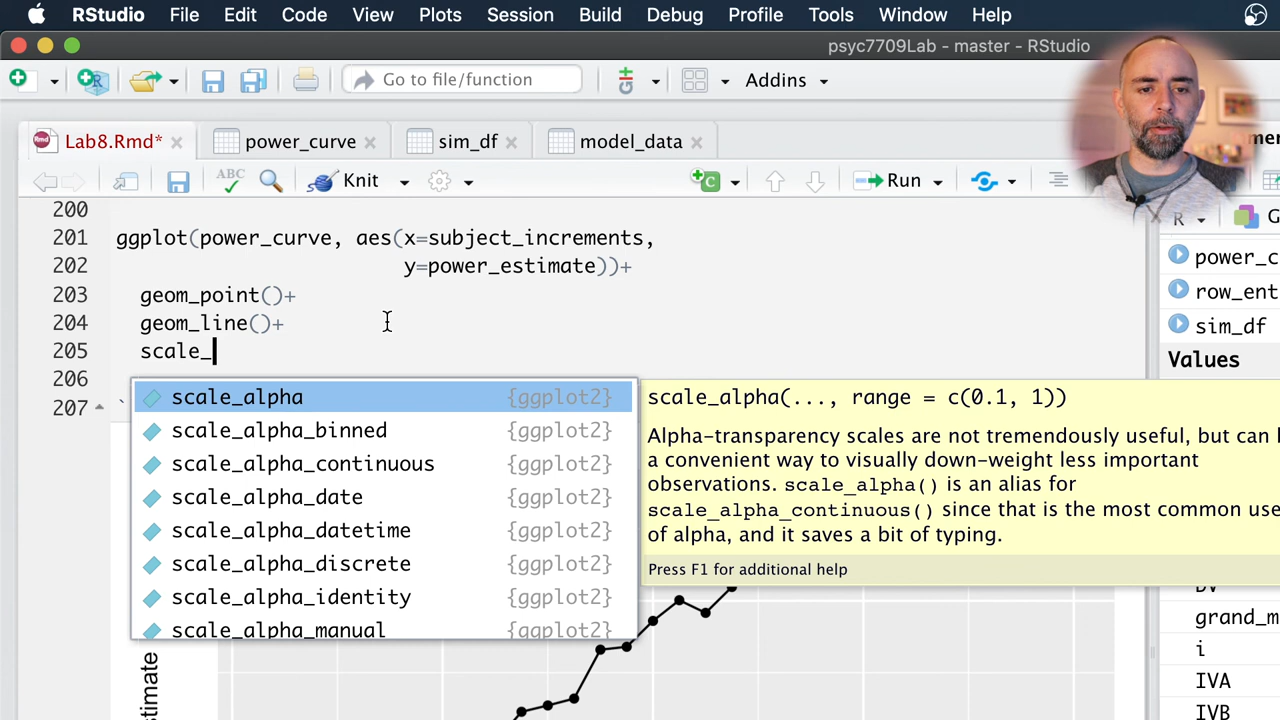 RStudio File Edit Code View Plots Session Build Debug Profile Tools Window Help
psyc7709Lab - master - RStudio
Go to file/function Addins
Lab8.Rmd* power_curve sim_df model_data
ABC Knit Run
R G
200
201 ggplot(power_curve, aes(x=subject_increments,
202 y=power_estimate))+
203 geom_point()+
204 geom_line()+
205 scale_
206
207 `
scale_alpha {ggplot2}
scale_alpha_binned {ggplot2}
scale_alpha_continuous {ggplot2}
scale_alpha_date {ggplot2}
scale_alpha_datetime {ggplot2}
scale_alpha_discrete {ggplot2}
scale_alpha_identity {ggplot2}
scale_alpha_manual {ggplot2}
scale_alpha(..., range = c(0.1, 1))
Alpha-transparency scales are not tremendously useful, but can
a convenient way to visually down-weight less important
observations. scale_alpha() is an alias for
scale_alpha_continuous() since that is the most common use
of alpha, and it saves a bit of typing.
Press F1 for additional help
stimate
power_c
row_ent
sim_df
Values
DV
grand_m
i
IVA
IVB